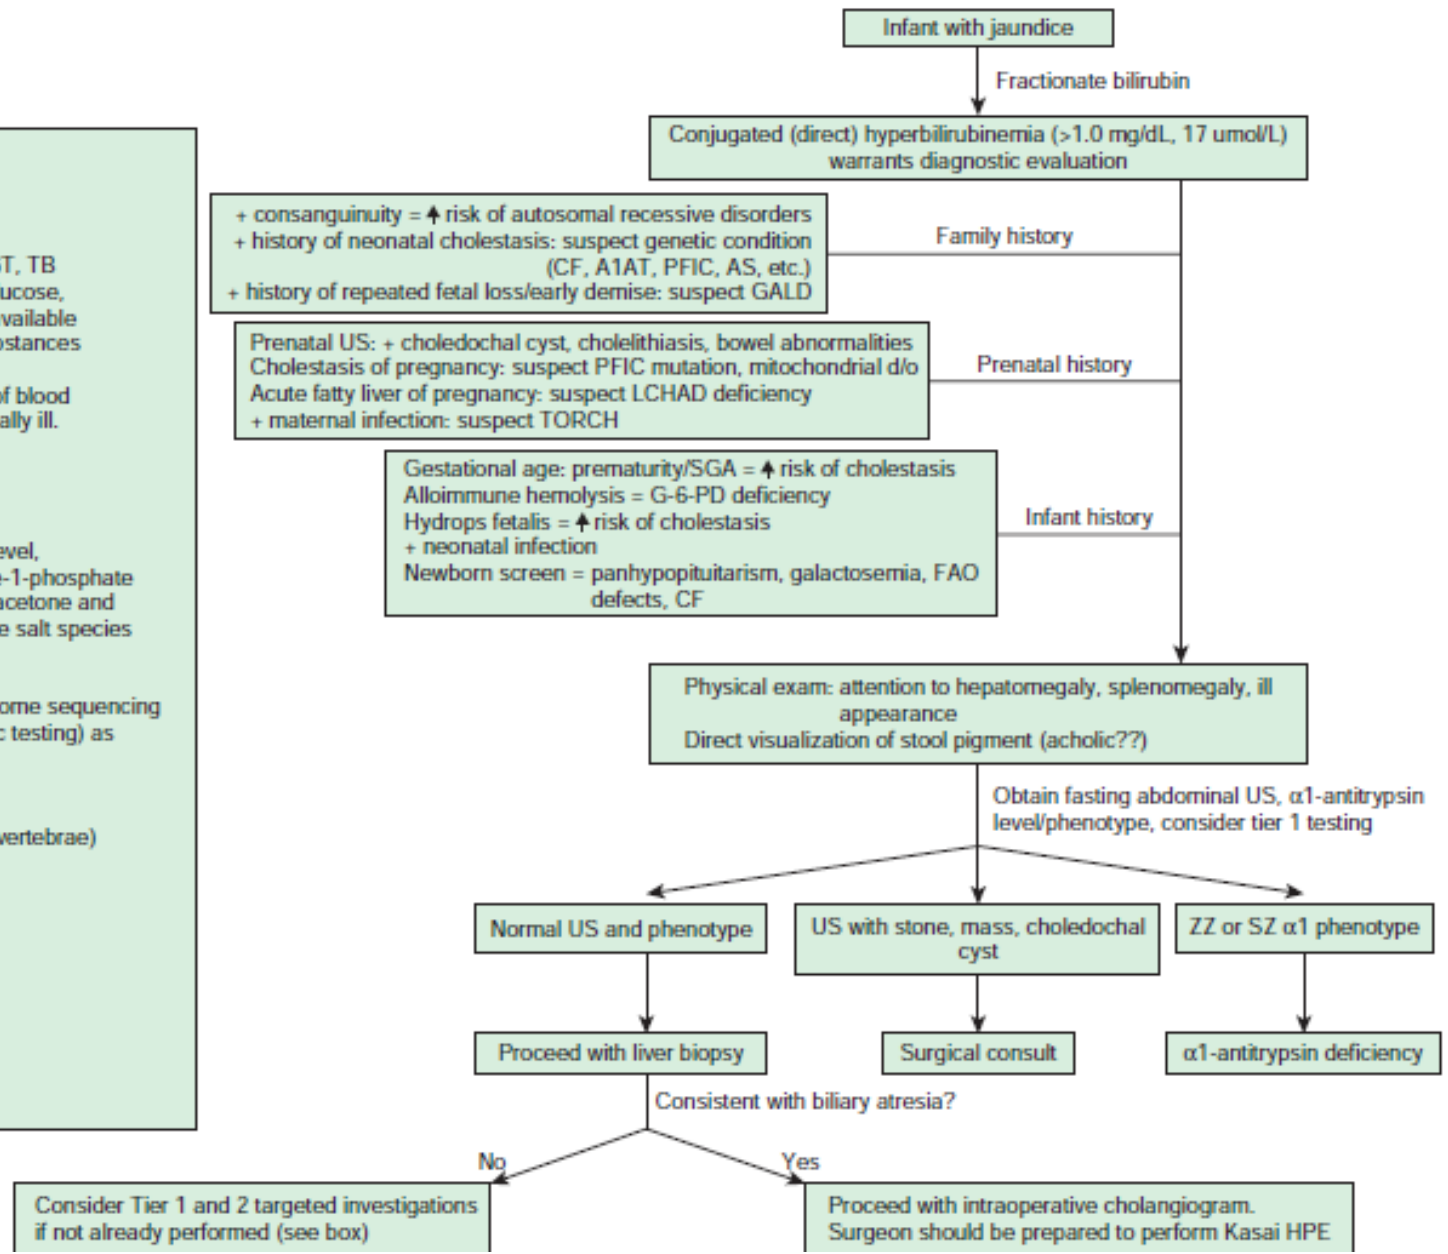 Infant with jaundice
Fractionate bilirubin
Conjugated (direct) hyperbilirubinemia (>1.0 mg/dL, 17 umol/L)
warrants diagnostic evaluation
+ consanguinuity = ↑ risk of autosomal recessive disorders
+ history of neonatal cholestasis: suspect genetic condition
(CF, A1AT, PFIC, AS, etc.)
+ history of repeated fetal loss/early demise: suspect GALD
Family history
Prenatal US: + choledochal cyst, cholelithiasis, bowel abnormalities
Cholestasis of pregnancy: suspect PFIC mutation, mitochondrial d/o
Acute fatty liver of pregnancy: suspect LCHAD deficiency
+ maternal infection: suspect TORCH
Prenatal history
Gestational age: prematurity/SGA = ↑ risk of cholestasis
Alloimmune hemolysis = G-6-PD deficiency
Hydrops fetalis = ↑ risk of cholestasis
+ neonatal infection
Newborn screen = panhypopituitarism, galactosemia, FAO
defects, CF
Infant history
Physical exam: attention to hepatomegaly, splenomegaly, ill
appearance
Direct visualization of stool pigment (acholic??)
Obtain fasting abdominal US, α1-antitrypsin
level/phenotype, consider tier 1 testing
Normal US and phenotype
US with stone, mass, choledochal
cyst
ZZ or SZ α1 phenotype
Proceed with liver biopsy
Surgical consult
α1-antitrypsin deficiency
Consistent with biliary atresia?
No
Yes
Consider Tier 1 and 2 targeted investigations
if not already performed (see box)
Proceed with intraoperative cholangiogram.
Surgeon should be prepared to perform Kasai HPE
TB
of blood
ally ill.
-1-phosphate
acetone and
salt species
sequencing
testing) as
vertebrae)